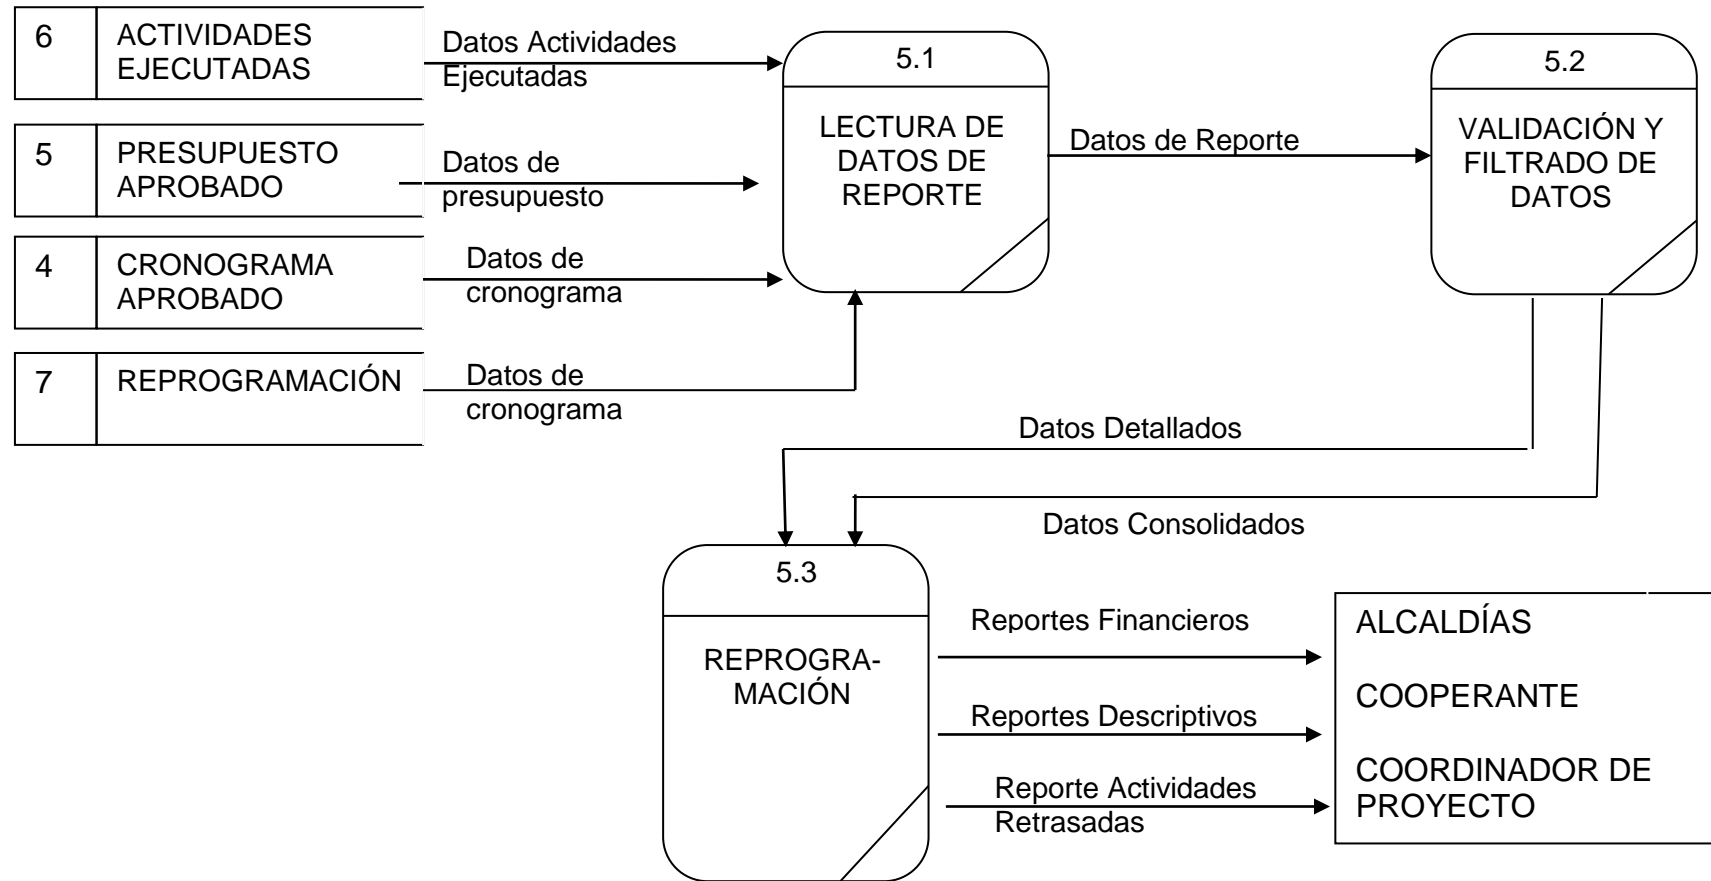 6
ACTIVIDADES
EJECUTADAS
Datos Actividades
Ejecutadas
5
PRESUPUESTO
APROBADO
Datos de
presupuesto
4
CRONOGRAMA
APROBADO
Datos de
cronograma
7
REPROGRAMACIÓN
Datos de
cronograma
5.1
LECTURA DE
DATOS DE
REPORTE
Datos de Reporte
5.2
VALIDACIÓN Y
FILTRADO DE
DATOS
Datos Detallados
Datos Consolidados
5.3
REPROGRA-
MACIÓN
Reportes Financieros
Reportes Descriptivos
Reporte Actividades
Retrasadas
ALCALDÍAS
COOPERANTE
COORDINADOR DE
PROYECTO